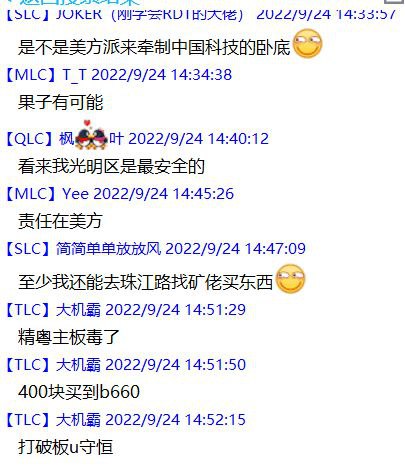 【SLC】JOKER（刚学会RDT的大佬） 2022/9/24 14:33:57
是不是美方派来牵制中国科技的卧底
【MLC】T_T 2022/9/24 14:34:38
果子有可能
【QLC】枫叶 2022/9/24 14:40:12
看来我光明区是最安全的
【MLC】Yee 2022/9/24 14:45:26
责任在美方
【SLC】简简单单放放风 2022/9/24 14:47:09
至少我还能去珠江路找矿佬买东西
【TLC】大机霸 2022/9/24 14:51:29
精粤主板毒了
【TLC】大机霸 2022/9/24 14:51:50
400块买到b660
【TLC】大机霸 2022/9/24 14:52:15
打破板u守恒